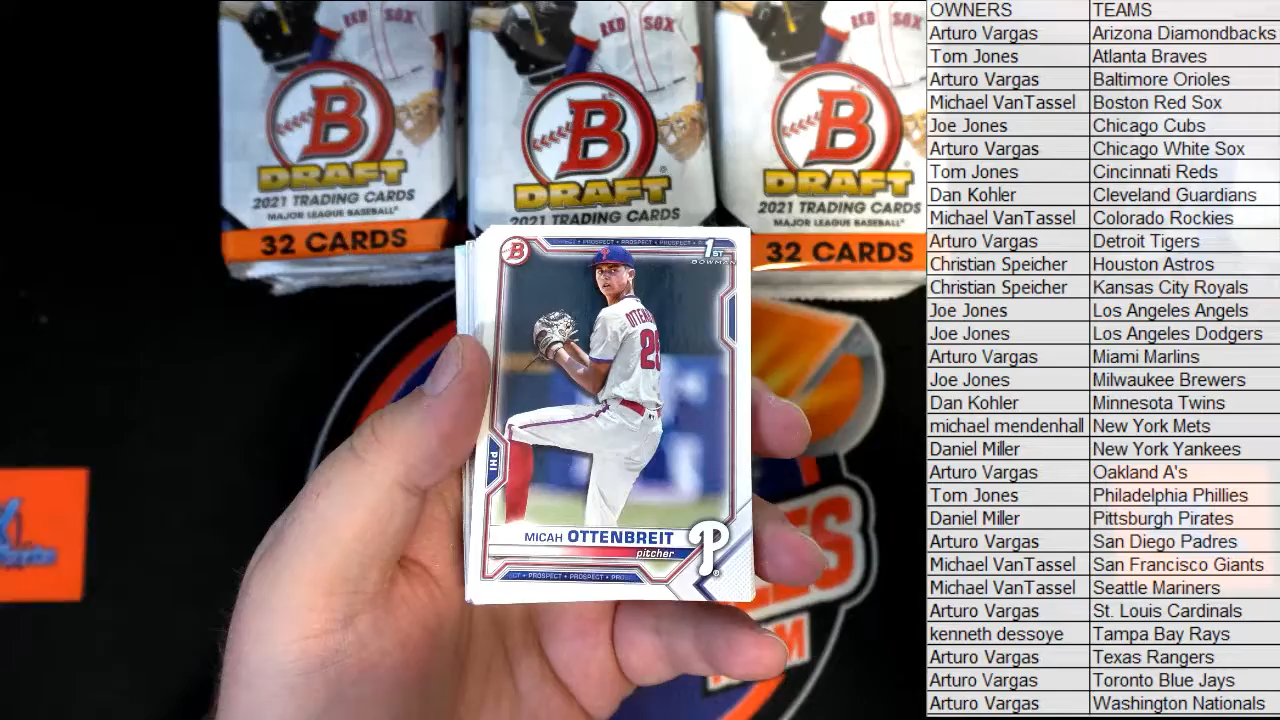 RED SOX
RED SOX
RED SOX
B
B
B
DRAFT
DRAFT
DRAFT
2021 TRADING CARDS
2021 TRADING CARDS
2021 TRADING CARDS
MAJOR LEAGUE BASEBALL
MAJOR LEAGUE BASEBALL
32 CARDS
32 CARDS
B
PROSPECT • PROSPECT • PROSPECT
1ST
BOWMAN
28
PHI
MICAH OTTENBREIT
pitcher
P
PROSPECT • PROSPECT
OWNERS TEAMS
Arturo Vargas Arizona Diamondbacks
Tom Jones Atlanta Braves
Arturo Vargas Baltimore Orioles
Michael VanTassel Boston Red Sox
Joe Jones Chicago Cubs
Arturo Vargas Chicago White Sox
Tom Jones Cincinnati Reds
Dan Kohler Cleveland Guardians
Michael VanTassel Colorado Rockies
Arturo Vargas Detroit Tigers
Christian Speicher Houston Astros
Christian Speicher Kansas City Royals
Joe Jones Los Angeles Angels
Joe Jones Los Angeles Dodgers
Arturo Vargas Miami Marlins
Joe Jones Milwaukee Brewers
Dan Kohler Minnesota Twins
michael mendenhall New York Mets
Daniel Miller New York Yankees
Arturo Vargas Oakland A's
Tom Jones Philadelphia Phillies
Daniel Miller Pittsburgh Pirates
Arturo Vargas San Diego Padres
Michael VanTassel San Francisco Giants
Michael VanTassel Seattle Mariners
Arturo Vargas St. Louis Cardinals
kenneth dessoye Tampa Bay Rays
Arturo Vargas Texas Rangers
Arturo Vargas Toronto Blue Jays
Arturo Vargas Washington Nationals